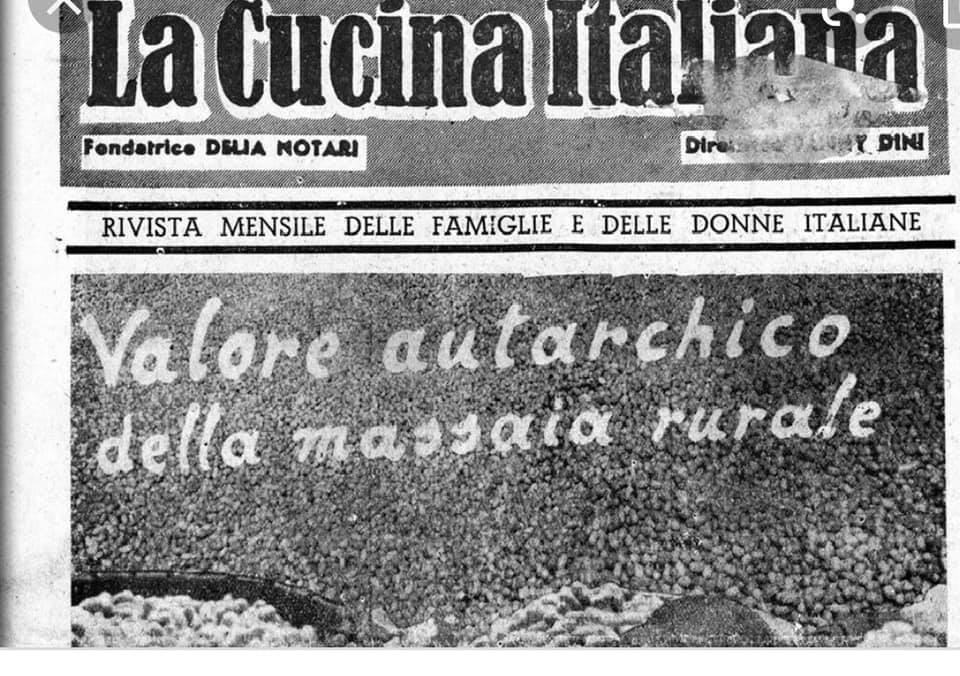 La Cucina Italiana
Fondatrice DELIA NOTARI
DINI
RIVISTA MENSILE DELLE FAMIGLIE E DELLE DONNE ITALIANE
Valore autarchico
della massaia rurale